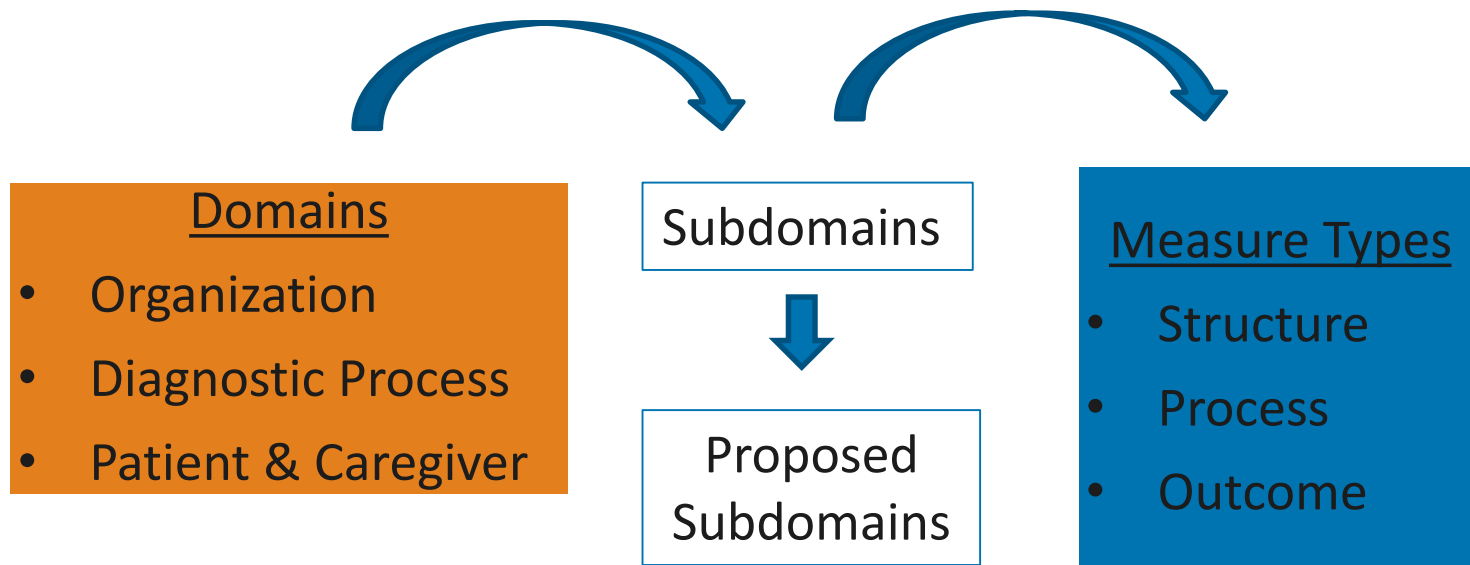 Domains
• Organization
• Diagnostic Process
• Patient & Caregiver
Subdomains
Proposed
Subdomains
Measure Types
• Structure
• Process
• Outcome